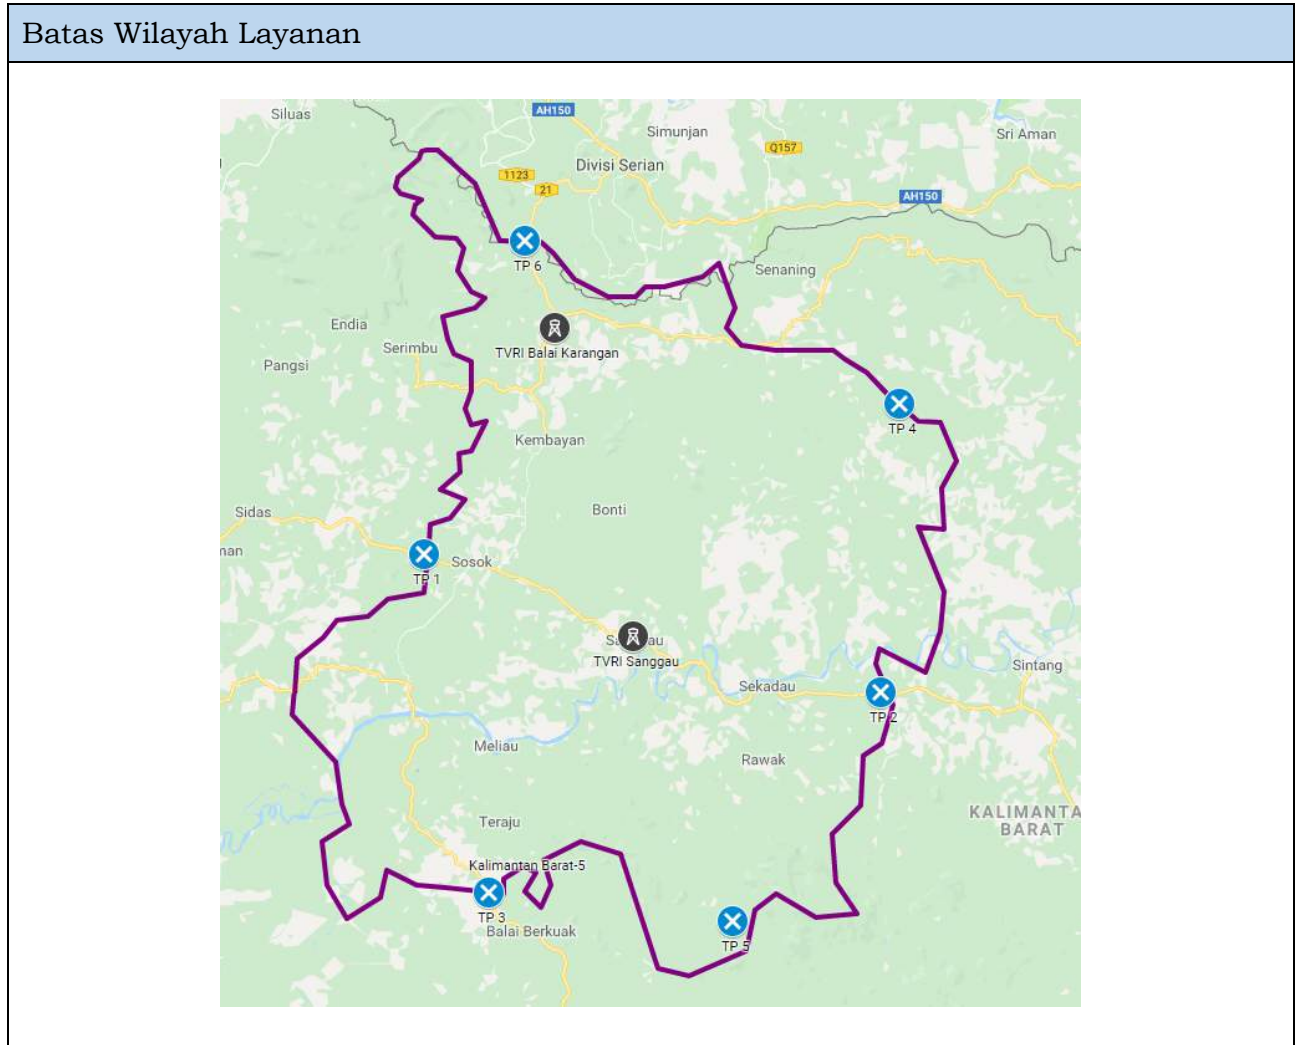 Batas Wilayah Layanan
Siluas
AH150
Simunjan
Q157
Sri Aman
Divisi Serian
1123
21
AH150
TP 6
Senaning
Endia
Serimbu
TVRI Balai Karangan
Pangsi
TP 4
Kembayan
Sidas
Bonti
Sosok
TP 1
TVRI Sanggau
Sintang
Sekadau
TP 2
Meliau
Rawak
KALIMANTA
BARAT
Teraju
Kalimantan Barat-5
TP 3
Balai Berkuak
TP 5